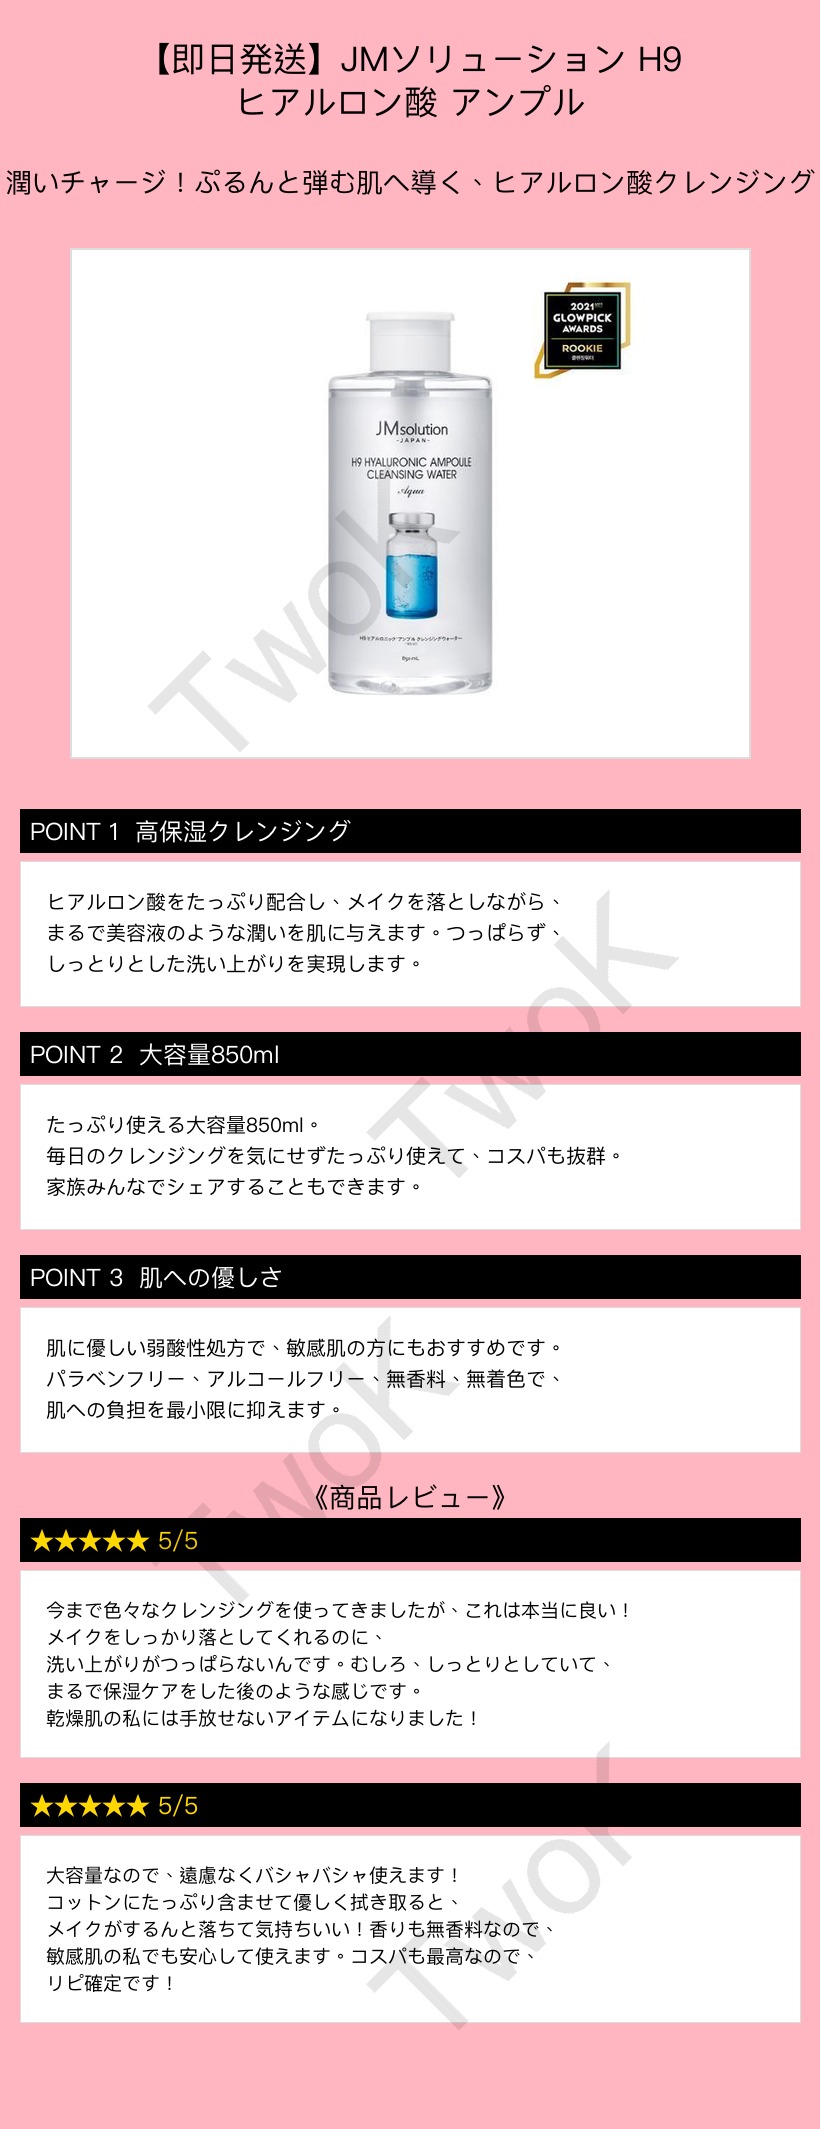 【即日発送】JMソリューション H9
ヒアルロン酸 アンプル
潤いチャージ！ぷるんと弾む肌へ導く、ヒアルロン酸クレンジング
2021
GLOWPICK
AWARDS
ROOKIE
클렌징워터
JMsolution
-JAPAN-
H9 HYALURONIC AMPOULE
CLEANSING WATER
Aqua
H9 ヒアルロニック アンプル クレンジングウォーター
850mL
TwoK
POINT 1 高保湿クレンジング
ヒアルロン酸をたっぷり配合し、メイクを落としながら、
まるで美容液のような潤いを肌に与えます。つっぱらず、
しっとりとした洗い上がりを実現します。
TwoK
POINT 2 大容量850ml
たっぷり使える大容量850ml。
毎日のクレンジングを気にせずたっぷり使えて、コスパも抜群。
家族みんなでシェアすることもできます。
POINT 3 肌への優しさ
肌に優しい弱酸性処方で、敏感肌の方にもおすすめです。
パラベンフリー、アルコールフリー、無香料、無着色で、
肌への負担を最小限に抑えます。
TwoK
《商品レビュー》
★★★★★ 5/5
今まで色々なクレンジングを使ってきましたが、これは本当に良い！
メイクをしっかり落としてくれるのに、
洗い上がりがつっぱらないんです。むしろ、しっとりとしていて、
まるで保湿ケアをした後のような感じです。
乾燥肌の私には手放せないアイテムになりました！
★★★★★ 5/5
大容量なので、遠慮なくバシャバシャ使えます！
コットンにたっぷり含ませて優しく拭き取ると、
メイクがするんと落ちて気持ちいい！香りも無香料なので、
敏感肌の私でも安心して使えます。コスパも最高なので、
リピ確定です！
TwoK